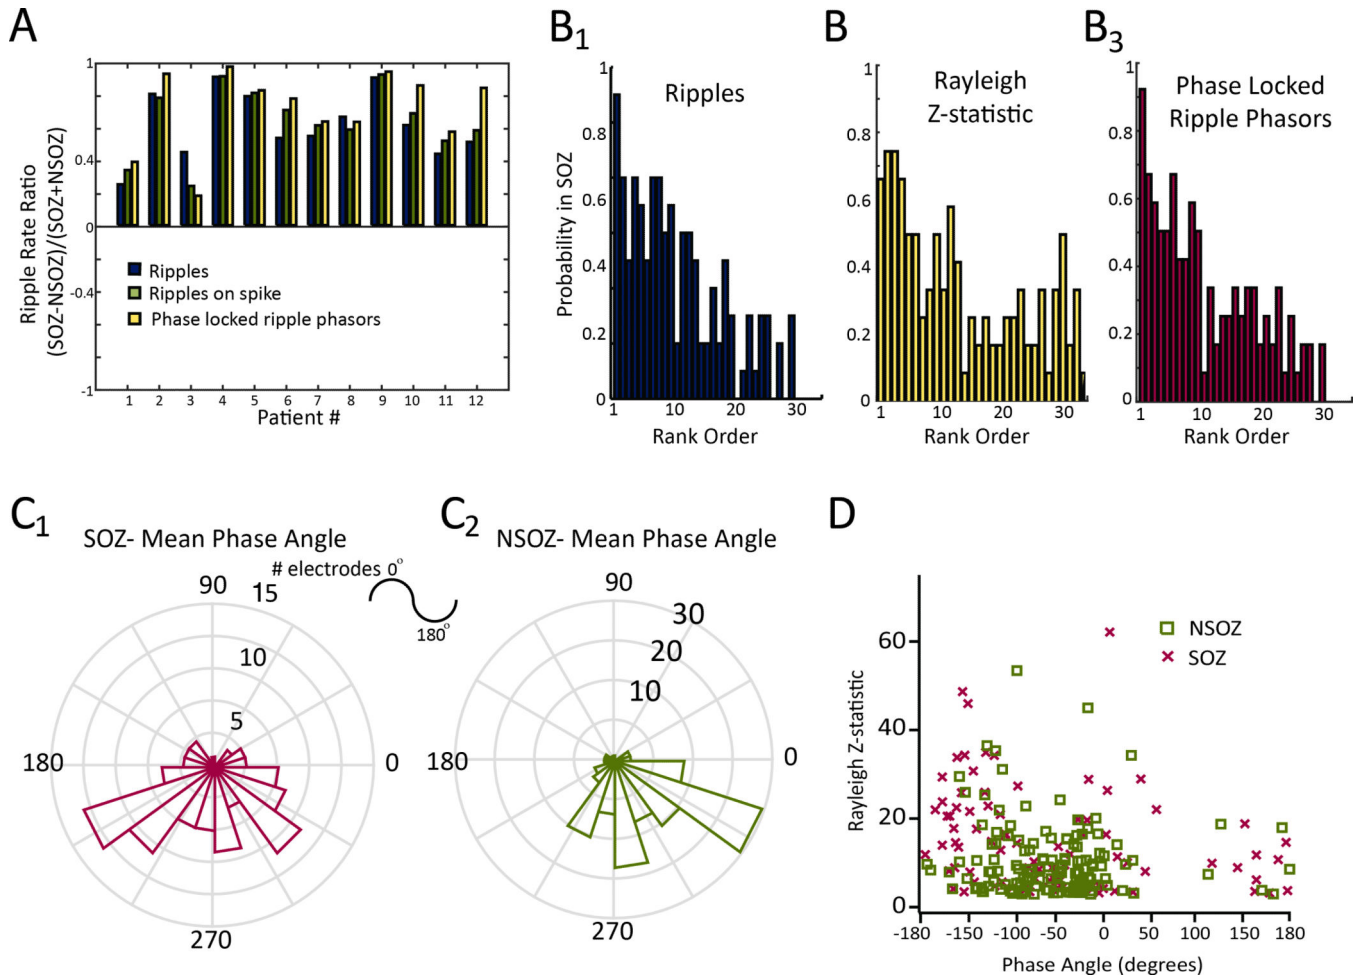 A
Ripple Rate Ratio
(SOZ-NSOZ)/(SOZ+NSOZ)
1
0.4
0
-0.4
-1
Ripples
Ripples on spike
Phase locked ripple phasors
1 2 3 4 5 6 7 8 9 10 11 12
Patient #
B1
Ripples
Probability in SOZ
1
0.8
0.6
0.4
0.2
0
1 10 20 30
Rank Order
B
Rayleigh
Z-statistic
1
0.8
0.6
0.4
0.2
0
1 10 20 30
Rank Order
B3
Phase Locked
Ripple Phasors
1
0.8
0.6
0.4
0.2
0
1 10 20 30
Rank Order
C1
SOZ- Mean Phase Angle
# electrodes 0°
180°
90
15
10
5
180
0
270
C2
NSOZ- Mean Phase Angle
90
30
20
10
180
0
270
D
NSOZ
SOZ
Rayleigh Z-statistic
60
40
20
0
-180 -150 -100 -50 0 50 100 150 180
Phase Angle (degrees)